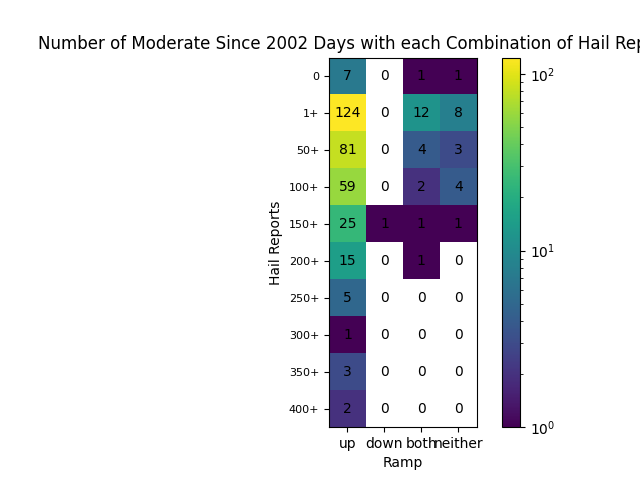 Number of Moderate Since 2002 Days with each Combination of Hail Rep
0 7 0 1 1
1+ 124 0 12 8
50+ 81 0 4 3
100+ 59 0 2 4
150+ 25 1 1 1
200+ 15 0 1 0
250+ 5 0 0 0
300+ 1 0 0 0
350+ 3 0 0 0
400+ 2 0 0 0
up down both neither
Ramp
Hail Reports
10²
10¹
10⁰